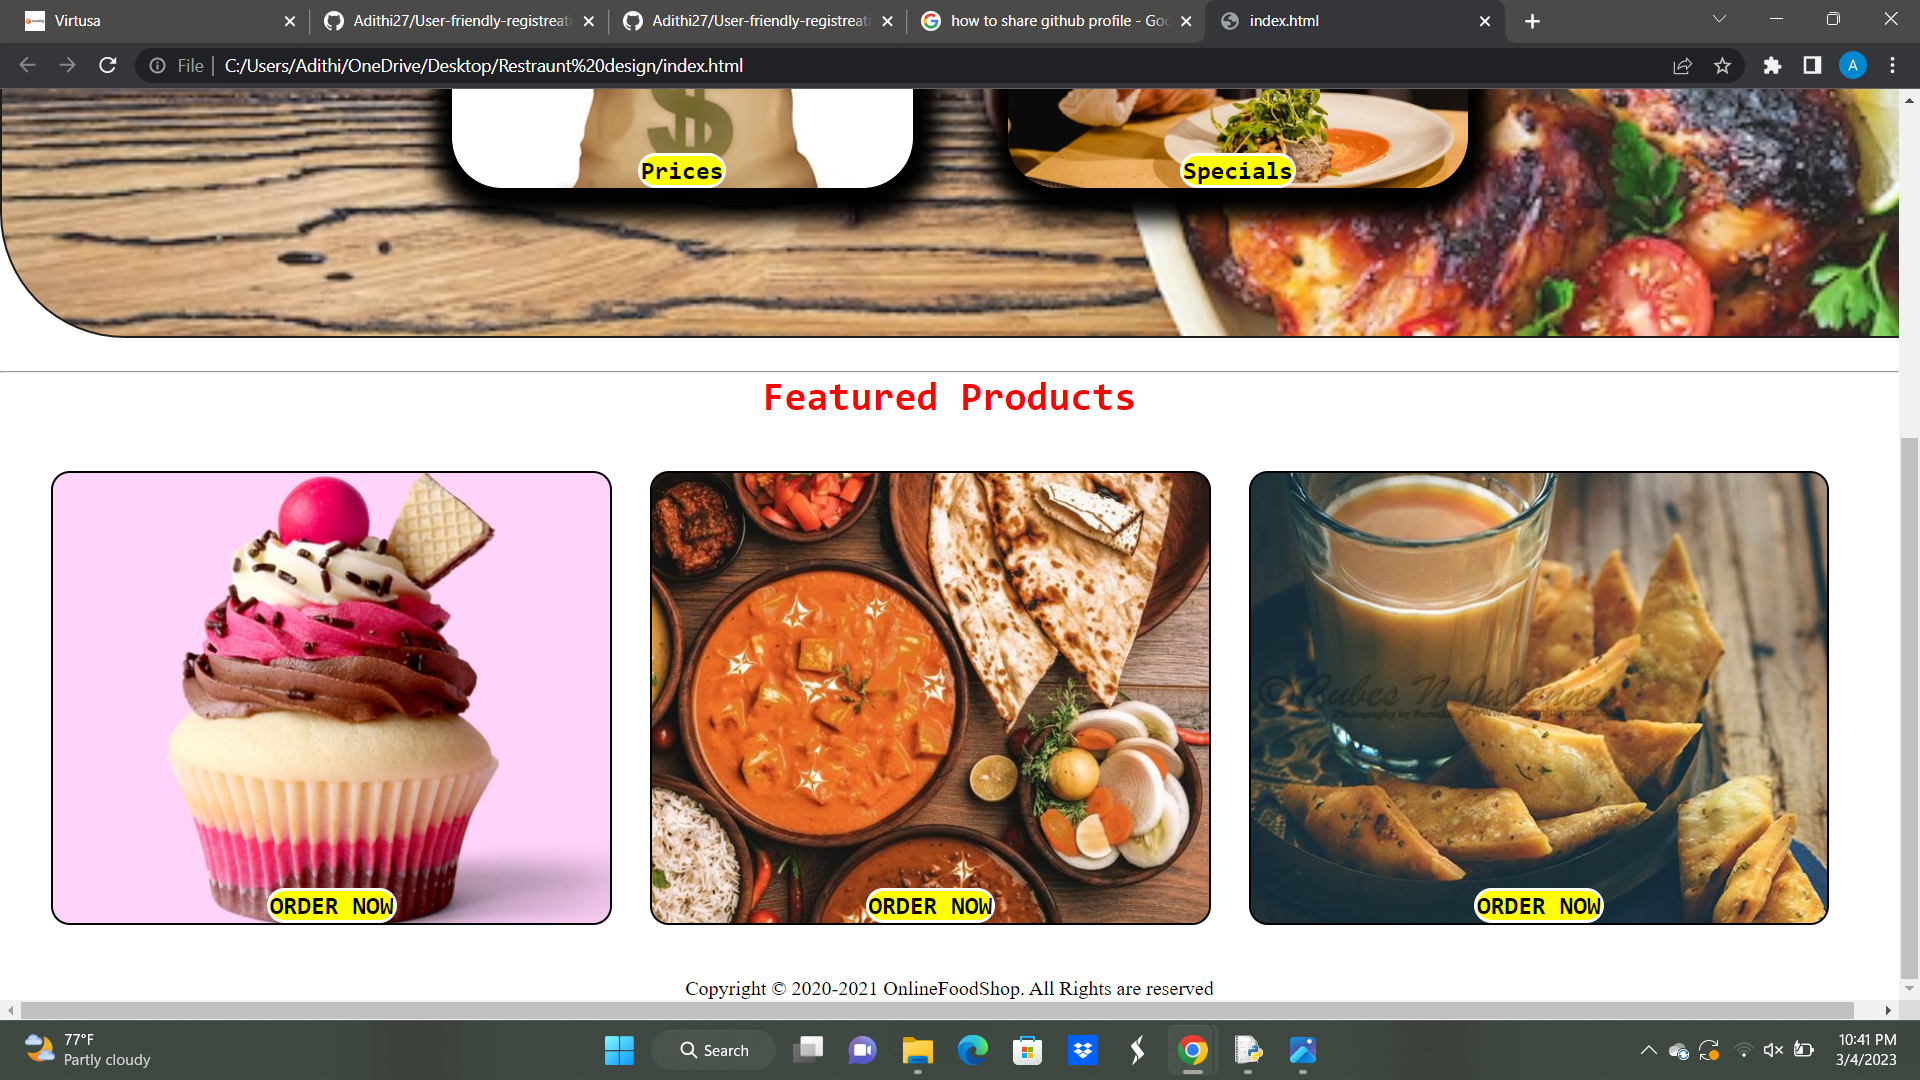 Virtusa
Adithi27/User-friendly-registreati
Adithi27/User-friendly-registreati
how to share github profile - Goo
index.html
File
C:/Users/Adithi/OneDrive/Desktop/Restraunt%20design/index.html
A
$
Prices
Specials
Featured Products
ORDER NOW
ORDER NOW
ORDER NOW
Copyright © 2020-2021 OnlineFoodShop. All Rights are reserved
77°F
Partly cloudy
Search
10:41 PM
3/4/2023